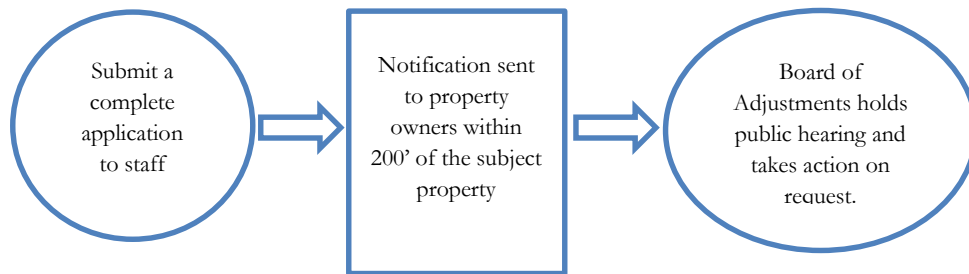 Submit a
complete
application
to staff
Notification sent
to property
owners within
200’ of the subject
property
Board of
Adjustments holds
public hearing and
takes action on
request.